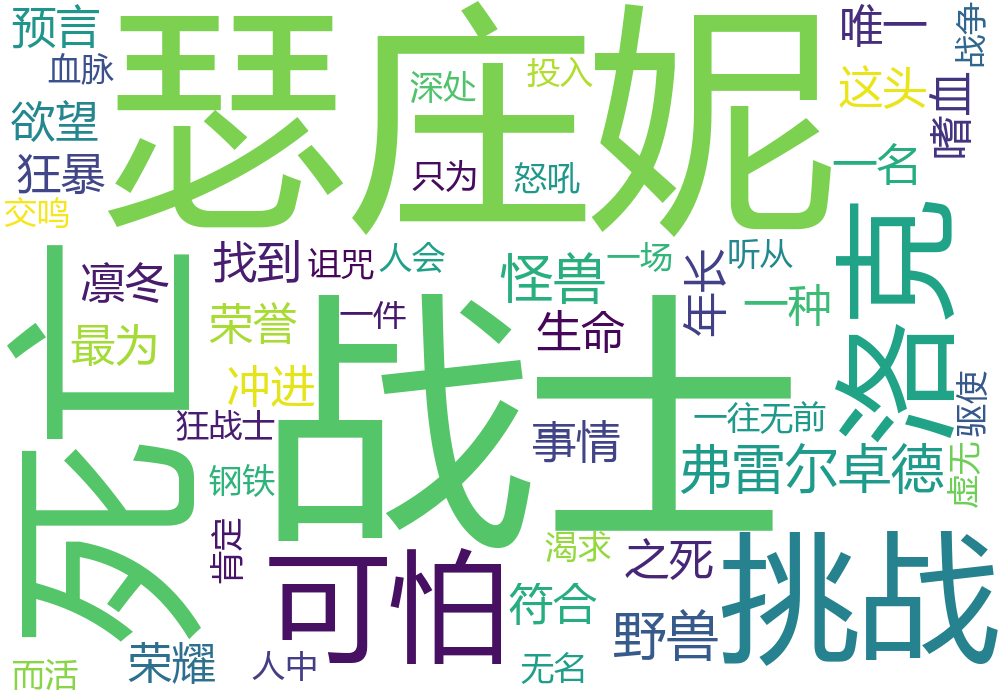 预言
瑟庄妮
唯一
战争
血脉
深处
投入
这头
嗜血
欲望
狂暴
只为
怒吼
一名
交鸣
死亡
凛冬
找到
诅咒
人会
怪兽
一场
年长
听从
洛克
最为
荣誉
一件
生命
一种
冲进
战士
狂战士
事情
一往无前
驱使
钢铁
弗雷尔卓德
虚无
肯定
可怕
渴求
之死
挑战
符合
野兽
荣耀
而活
人中
无名